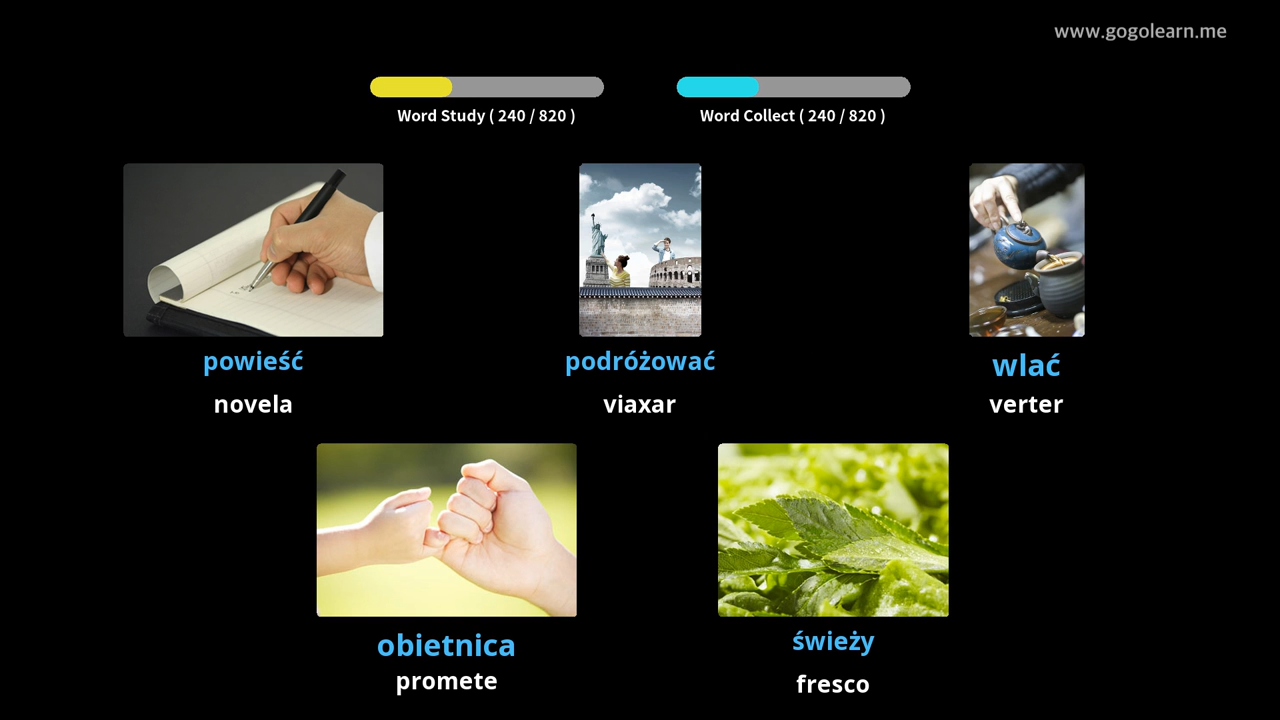 www.gogolearn.me
Word Study ( 240 / 820 )
Word Collect ( 240 / 820 )
powieść
podróżować
wlać
novela
viaxar
verter
obietnica
świeży
promete
fresco